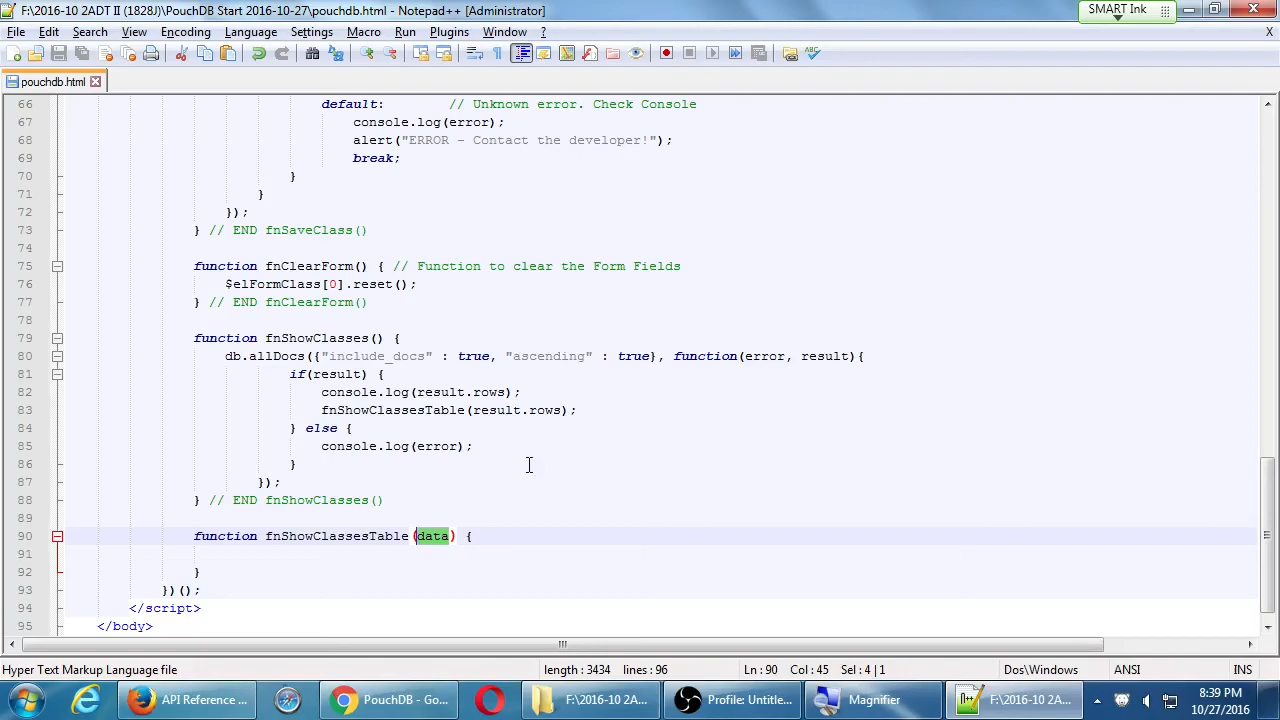 F:\2016-10 2ADT II (1828J)\PouchDB Start 2016-10-27\pouchdb.html - Notepad++ [Administrator]
SMART Ink
File Edit Search View Encoding Language Settings Macro Run Plugins Window ? X
pouchdb.html
66 default: // Unknown error. Check Console
67 console.log(error);
68 alert("ERROR - Contact the developer!");
69 break;
70 }
71 }
72 });
73 } // END fnSaveClass()
74
75 function fnClearForm() { // Function to clear the Form Fields
76 $elFormClass[0].reset();
77 } // END fnClearForm()
78
79 function fnShowClasses() {
80 db.allDocs({"include_docs" : true, "ascending" : true}, function(error, result){
81 if(result) {
82 console.log(result.rows);
83 fnShowClassesTable(result.rows);
84 } else {
85 console.log(error);
86 }
87 });
88 } // END fnShowClasses()
89
90 function fnShowClassesTable(data) {
91
92 }
93 })();
94 </script>
95 </body>
Hyper Text Markup Language file length : 3434 lines : 96 Ln : 90 Col : 45 Sel : 4 | 1 Dos\Windows ANSI INS
API Reference ... PouchDB - Go... F:\2016-10 2A... Profile: Untitle... Magnifier F:\2016-10 2A... 8:39 PM
10/27/2016